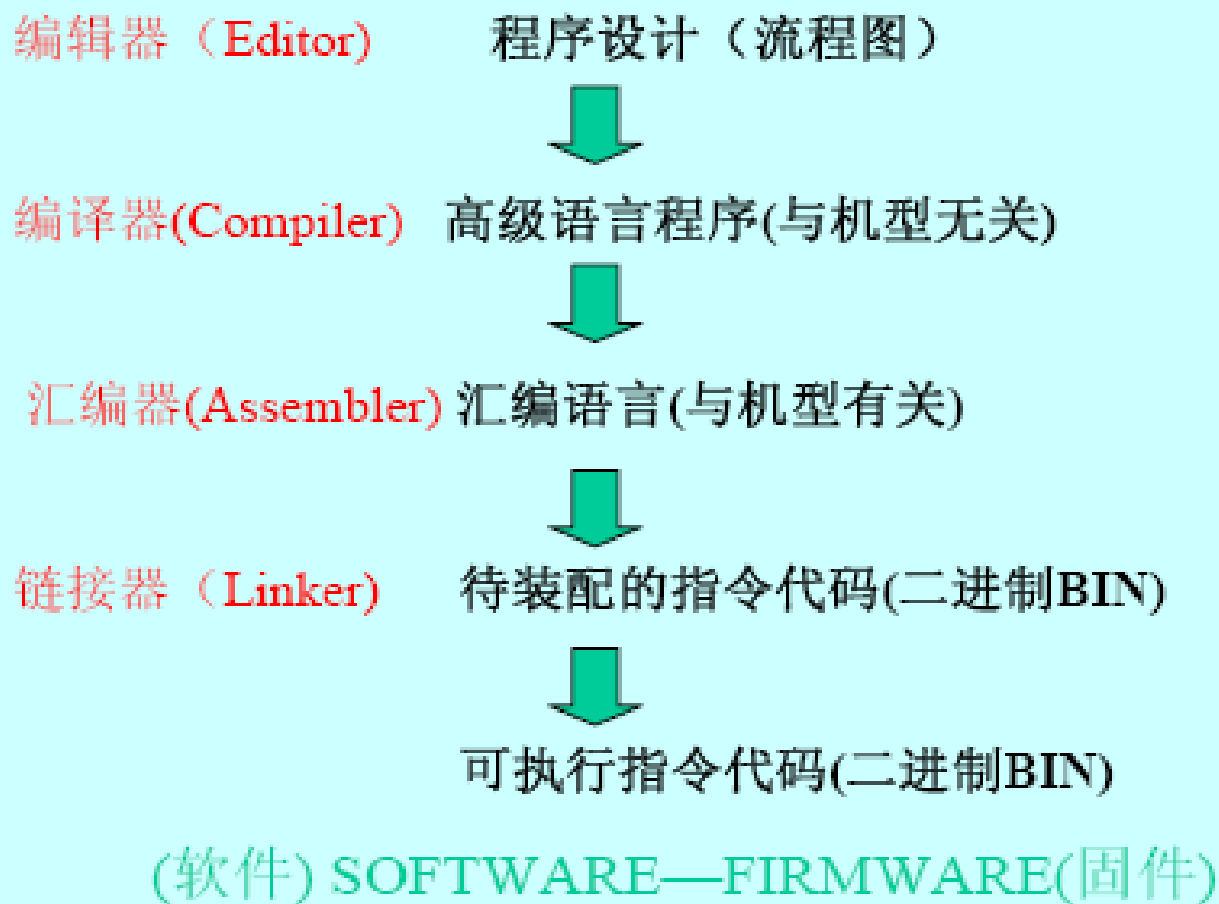 编辑器（Editor) 程序设计（流程图）
编译器(Compiler) 高级语言程序(与机型无关)
汇编器(Assembler) 汇编语言(与机型有关)
链接器（Linker) 待装配的指令代码(二进制BIN)
可执行指令代码(二进制BIN)
(软件) SOFTWARE—FIRMWARE(固件)